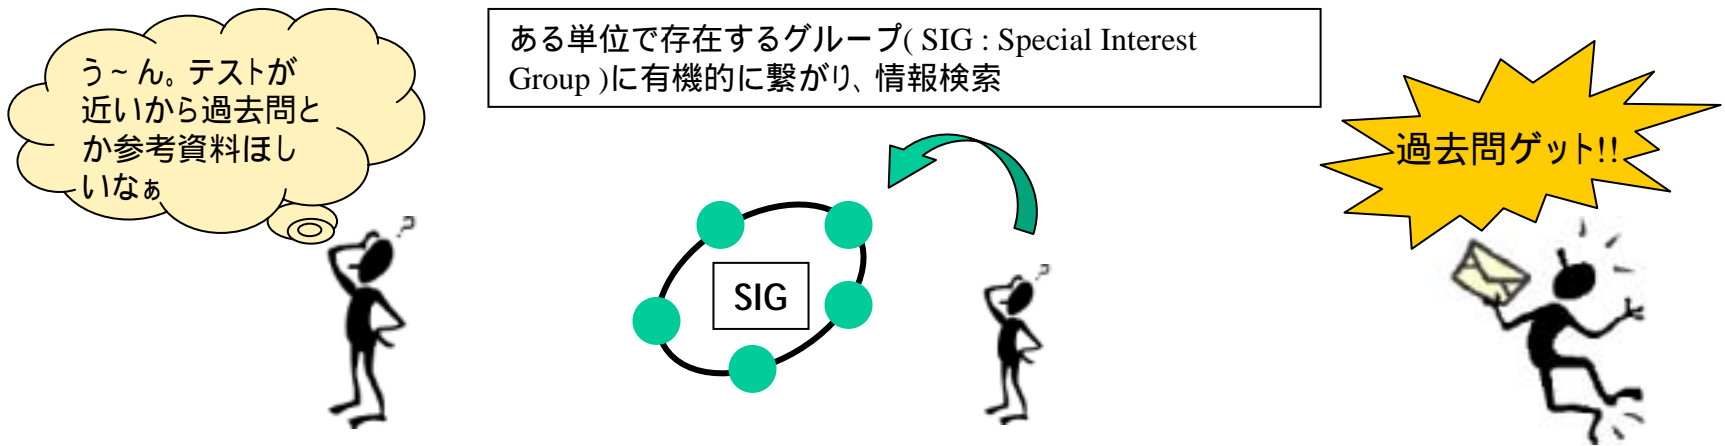 う~ん。テストが
近いから過去問と
か参考資料ほし
いなぁ
ある単位で存在するグループ( SIG : Special Interest
Group )に有機的に繋がり、情報検索
SIG
過去問ゲット!!